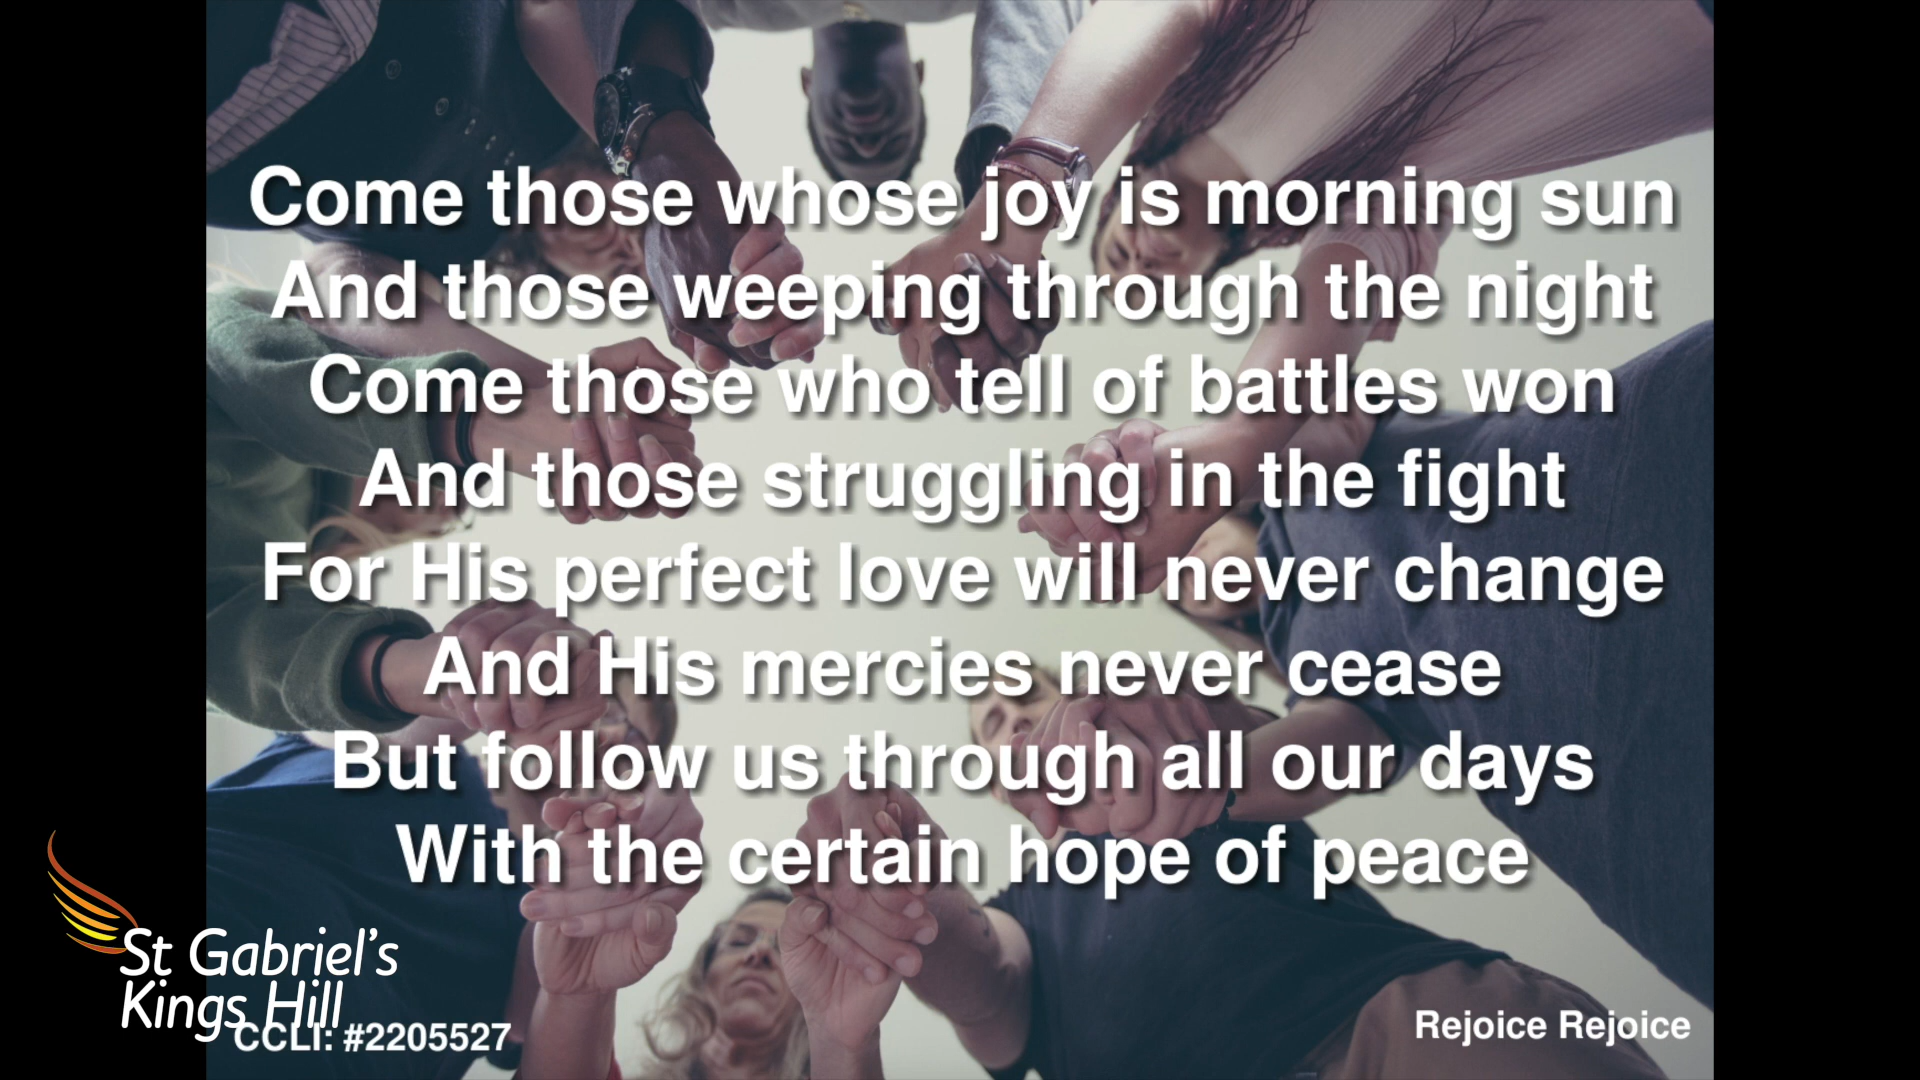 Come those whose joy is morning sun
And those weeping through the night
Come those who tell of battles won
And those struggling in the fight
For His perfect love will never change
And His mercies never cease
But follow us through all our days
With the certain hope of peace
St Gabriel's
Kings Hill
CCLI: #2205527
Rejoice Rejoice